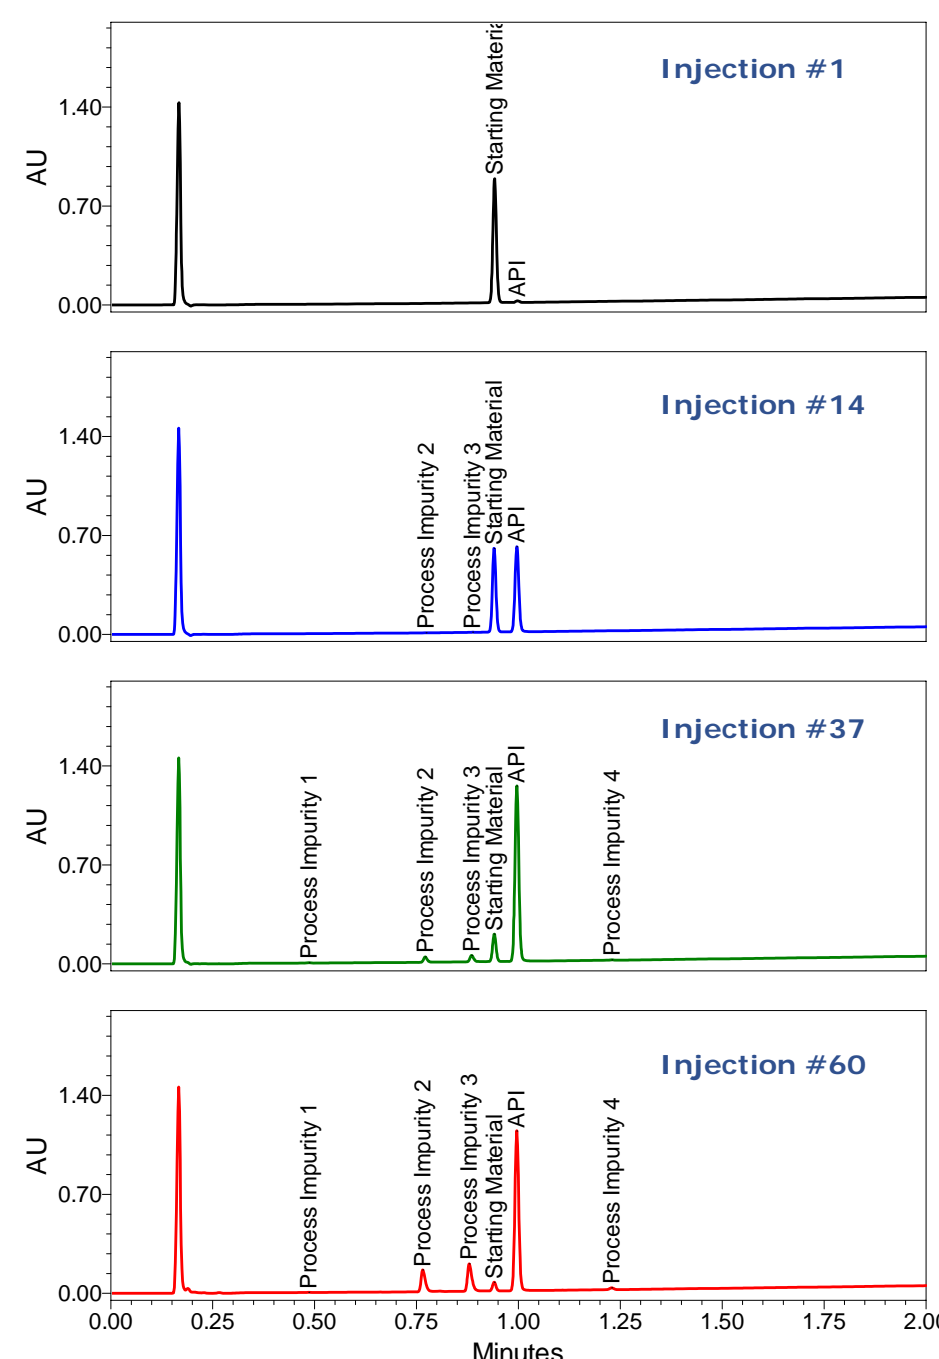 Injection #1
AU
1.40
0.70
0.00
Starting Materia
API
Injection #14
AU
1.40
0.70
0.00
Process Impurity 2
Process Impurity 3
Starting Material
API
Injection #37
AU
1.40
0.70
0.00
Process Impurity 1
Process Impurity 2
Process Impurity 3
Starting Material
API
Process Impurity 4
Injection #60
AU
1.40
0.70
0.00
Process Impurity 1
Process Impurity 2
Process Impurity 3
Starting Material
API
Process Impurity 4
0.00 0.25 0.50 0.75 1.00 1.25 1.50 1.75 2.00
Minutes